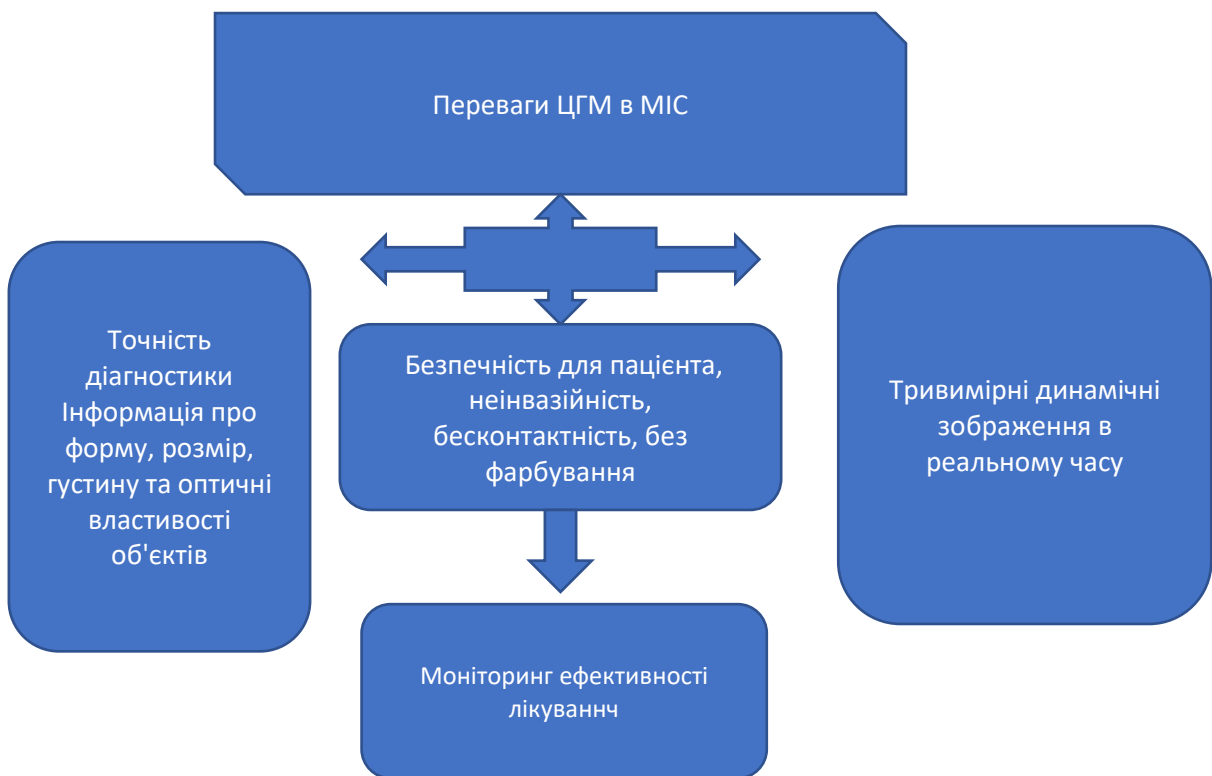 Переваги ЦГМ в МІС
Точність
діагностики
Інформація про
форму, розмір,
густину та оптичні
властивості
об'єктів
Безпечність для пацієнта,
неінвазійність,
бесконтактність, без
фарбування
Тривимірні динамічні
зображення в
реальному часу
Моніторинг ефективності
лікуваннч